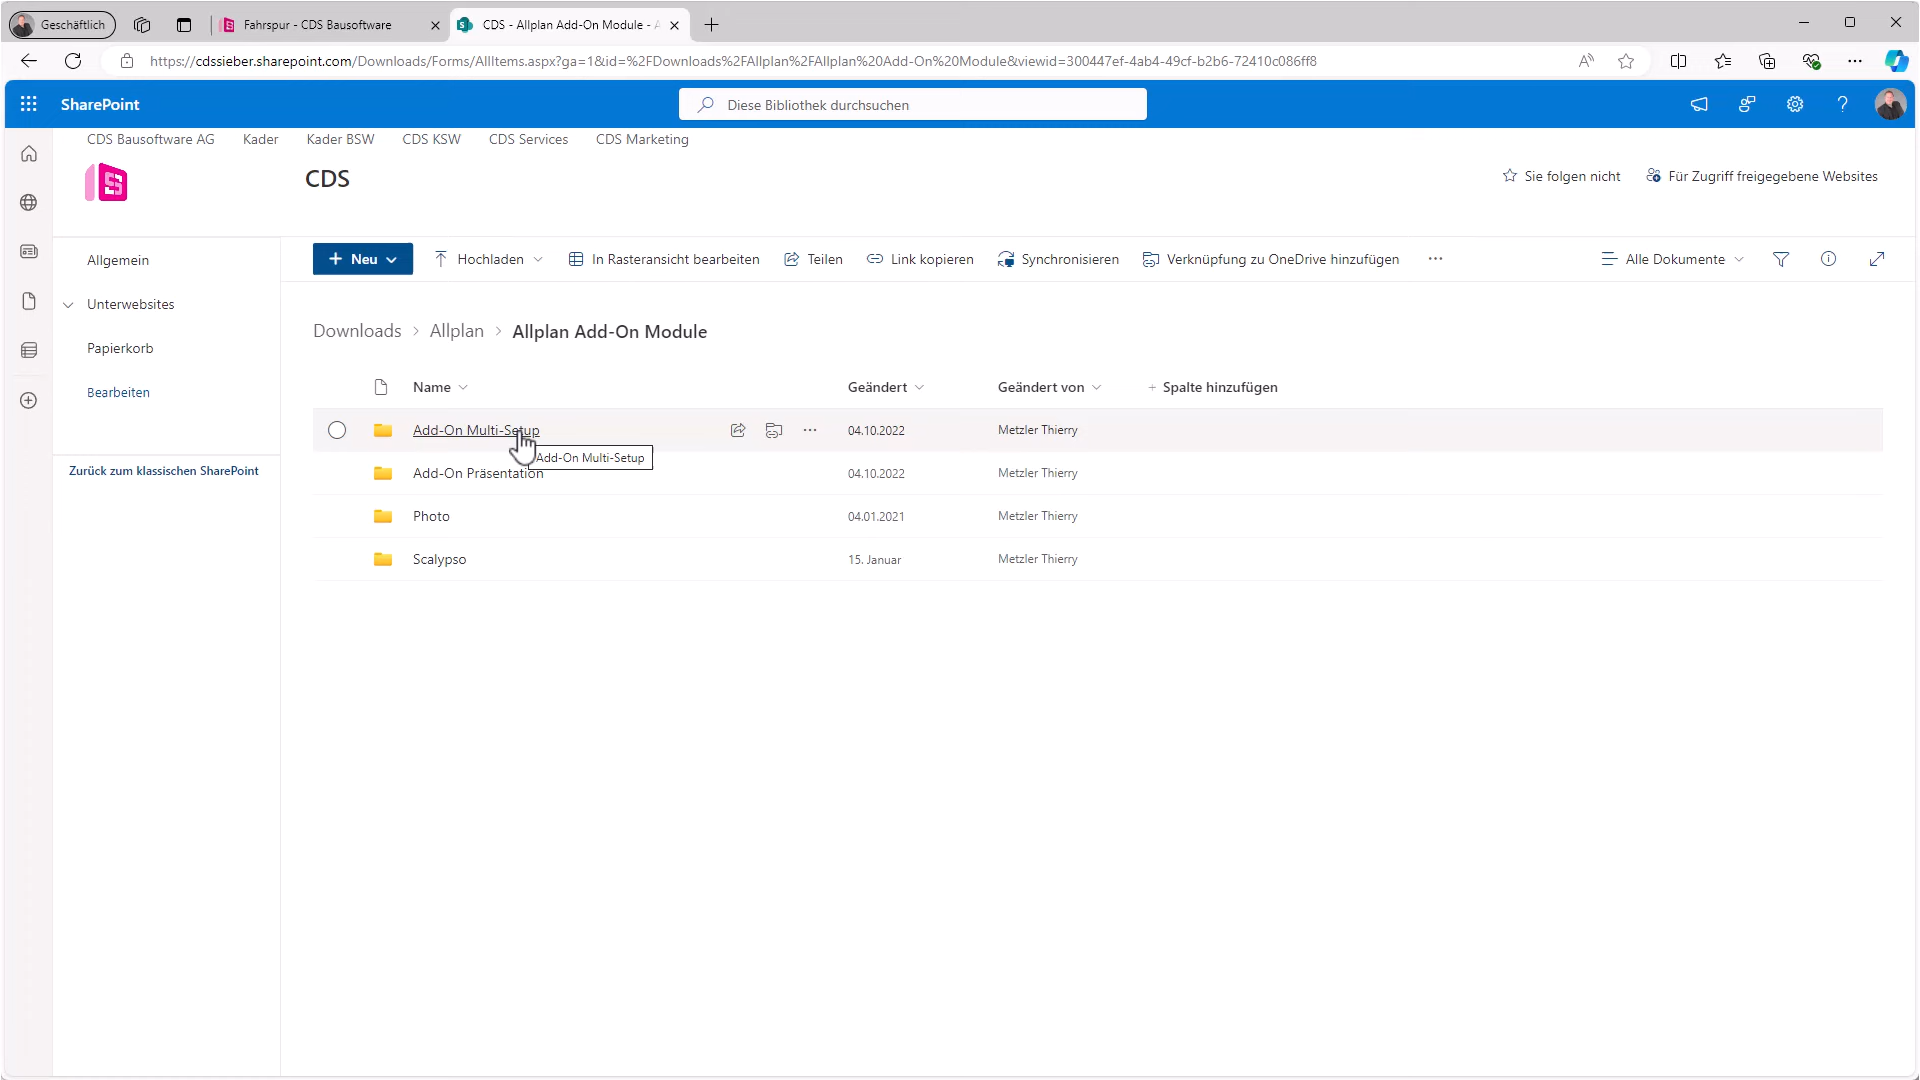 Geschäftlich
Fahrspur - CDS Bausoftware
CDS - Allplan Add-On Module - A
https://cdssieber.sharepoint.com/Downloads/Forms/AllItems.aspx?ga=1&id=%2FDownloads%2FAllplan%2FAllplan%20Add-On%20Module&viewid=300447ef-4ab4-49cf-b2b6-72410c086ff8
SharePoint
Diese Bibliothek durchsuchen
CDS Bausoftware AG
Kader
Kader BSW
CDS KSW
CDS Services
CDS Marketing
CDS
Sie folgen nicht
Für Zugriff freigegebene Websites
Allgemein
Unterwebsites
Papierkorb
Bearbeiten
Zurück zum klassischen SharePoint
Neu
Hochladen
In Rasteransicht bearbeiten
Teilen
Link kopieren
Synchronisieren
Verknüpfung zu OneDrive hinzufügen
Alle Dokumente
Downloads > Allplan > Allplan Add-On Module
Name
Geändert
Geändert von
+ Spalte hinzufügen
Add-On Multi-Setup
04.10.2022
Metzler Thierry
Add-On Multi-Setup
Add-On Präsentation
04.10.2022
Metzler Thierry
Photo
04.01.2021
Metzler Thierry
Scalypso
15. Januar
Metzler Thierry